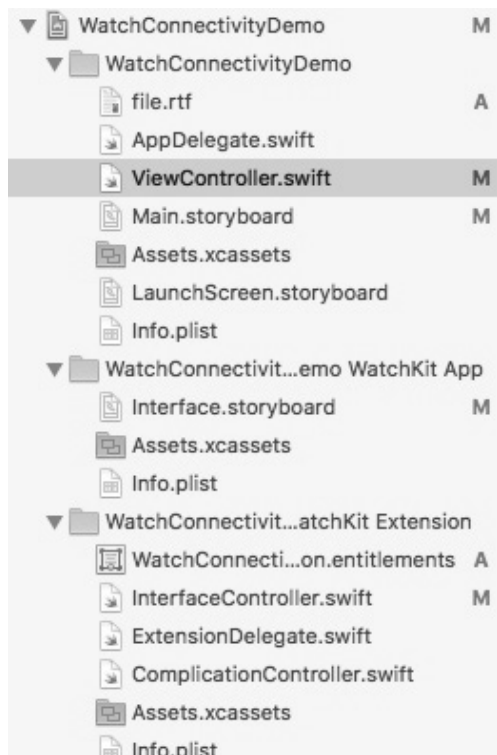 WatchConnectivityDemo M
WatchConnectivityDemo
file.rtf A
AppDelegate.swift
ViewController.swift M
Main.storyboard M
Assets.xcassets
LaunchScreen.storyboard
Info.plist
WatchConnectivit...emo WatchKit App
Interface.storyboard M
Assets.xcassets
Info.plist
WatchConnectivit...atchKit Extension
WatchConnecti...on.entitlements A
InterfaceController.swift M
ExtensionDelegate.swift
ComplicationController.swift
Assets.xcassets
Info.plist